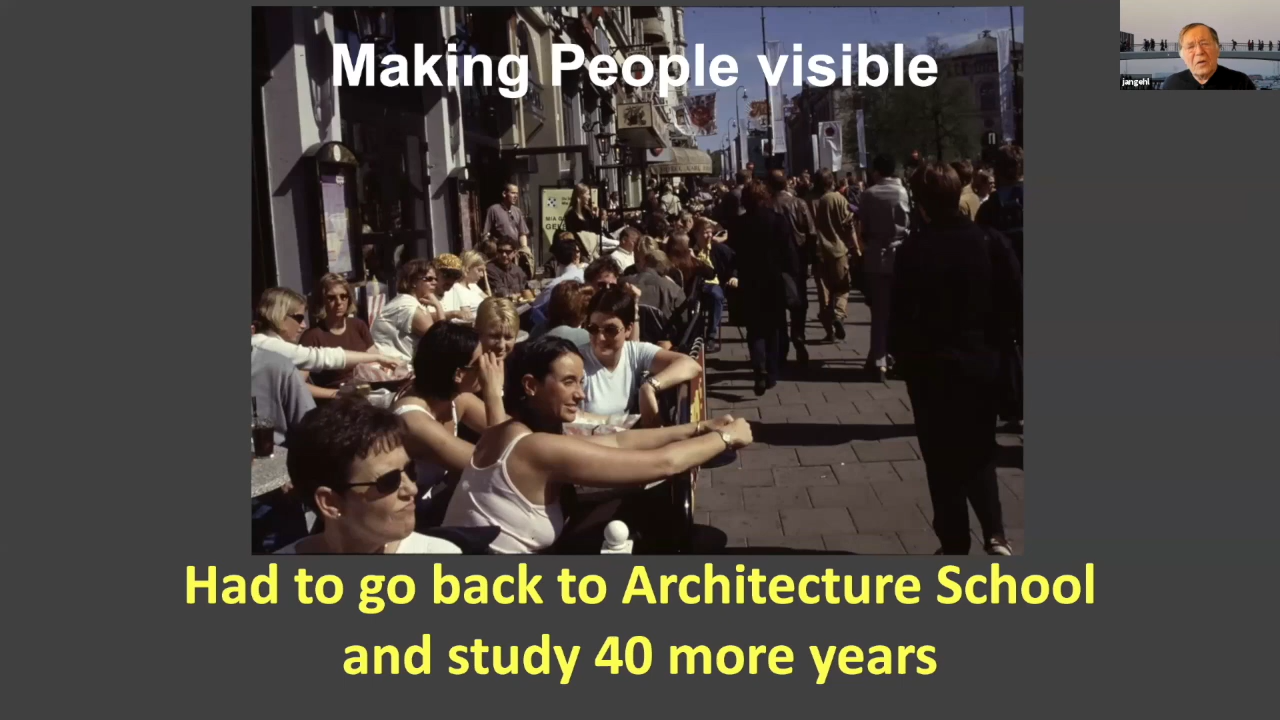 Making People visible
jangehl
Had to go back to Architecture School
and study 40 more years